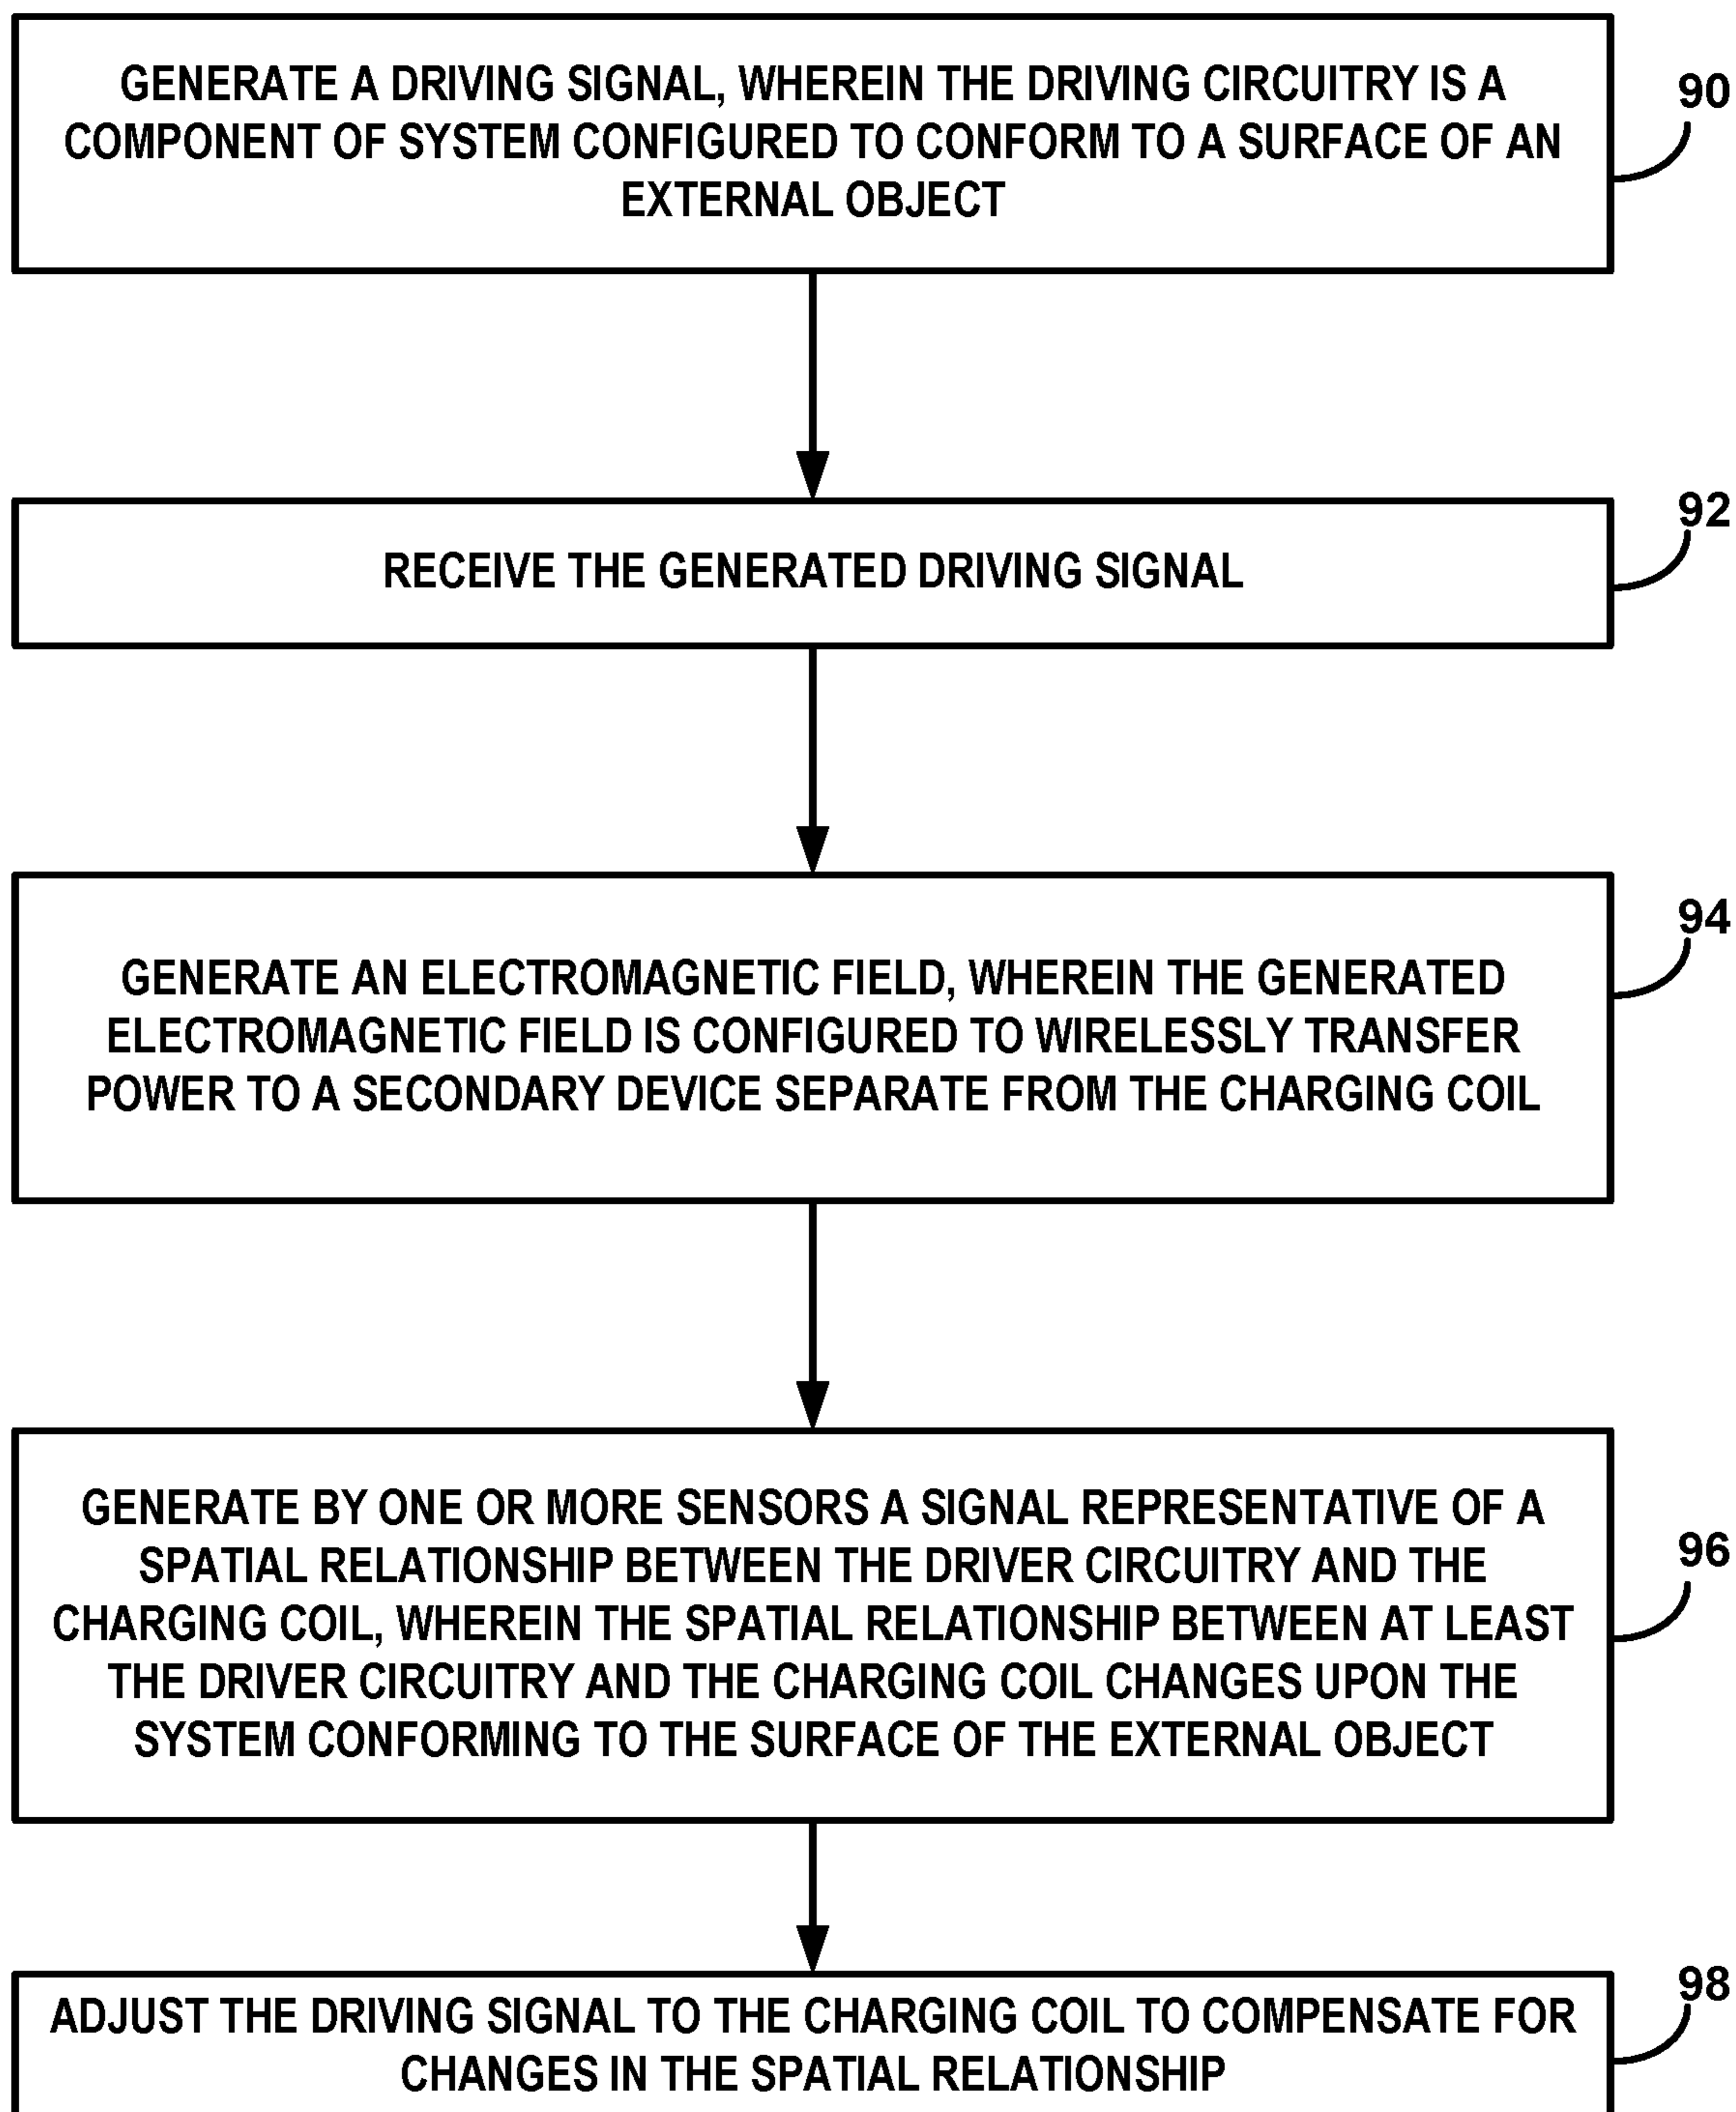 GENERATE A DRIVING SIGNAL, WHEREIN THE DRIVING CIRCUITRY IS A
COMPONENT OF SYSTEM CONFIGURED TO CONFORM TO A SURFACE OF AN
EXTERNAL OBJECT
90
RECEIVE THE GENERATED DRIVING SIGNAL
92
GENERATE AN ELECTROMAGNETIC FIELD, WHEREIN THE GENERATED
ELECTROMAGNETIC FIELD IS CONFIGURED TO WIRELESSLY TRANSFER
POWER TO A SECONDARY DEVICE SEPARATE FROM THE CHARGING COIL
94
GENERATE BY ONE OR MORE SENSORS A SIGNAL REPRESENTATIVE OF A
SPATIAL RELATIONSHIP BETWEEN THE DRIVER CIRCUITRY AND THE
CHARGING COIL, WHEREIN THE SPATIAL RELATIONSHIP BETWEEN AT LEAST
THE DRIVER CIRCUITRY AND THE CHARGING COIL CHANGES UPON THE
SYSTEM CONFORMING TO THE SURFACE OF THE EXTERNAL OBJECT
96
ADJUST THE DRIVING SIGNAL TO THE CHARGING COIL TO COMPENSATE FOR
CHANGES IN THE SPATIAL RELATIONSHIP
98